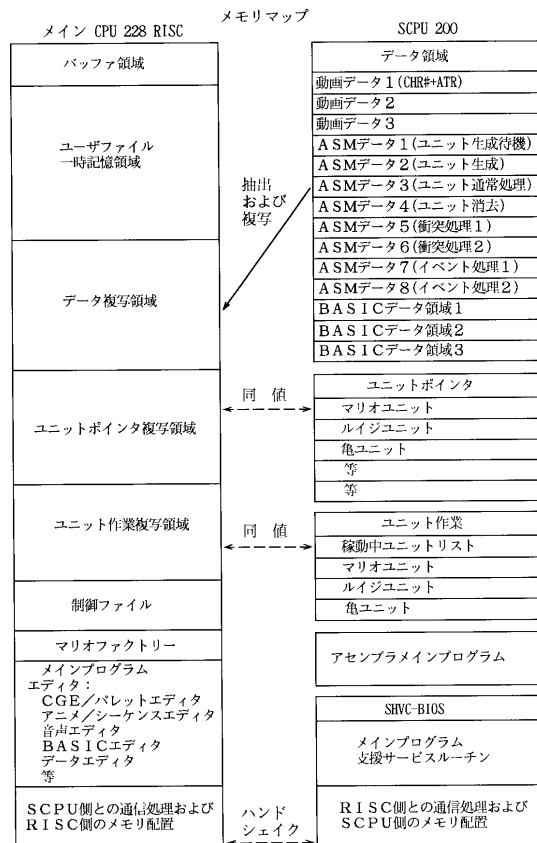 メモリマップ
メイン CPU 228 RISC
バッファ領域
ユーザファイル
一時記憶領域
データ複写領域
ユニットポインタ複写領域
ユニット作業複写領域
制御ファイル
マリオファクトリー
メインプログラム
エディタ:
CGE/パレットエディタ
アニメ/シーケンスエディタ
音声エディタ
BASICエディタ
データエディタ
等
SCPU側との通信処理および
RISC側のメモリ配置
抽出
および
複写
同 値
同 値
ハンド
シェイク
SCPU 200
データ領域
動画データ1(CHR#+ATR)
動画データ2
動画データ3
ASMデータ1(ユニット生成待機)
ASMデータ2(ユニット生成)
ASMデータ3(ユニット通常処理)
ASMデータ4(ユニット消去)
ASMデータ5(衝突処理1)
ASMデータ6(衝突処理2)
ASMデータ7(イベント処理1)
ASMデータ8(イベント処理2)
BASICデータ領域1
BASICデータ領域2
BASICデータ領域3
ユニットポインタ
マリオユニット
ルイジユニット
亀ユニット
等
等
ユニット作業
稼動中ユニットリスト
マリオユニット
ルイジユニット
亀ユニット
アセンブラメインプログラム
SHVC-BIOS
メインプログラム
支援サービスルーチン
RISC側との通信処理および
SCPU側のメモリ配置